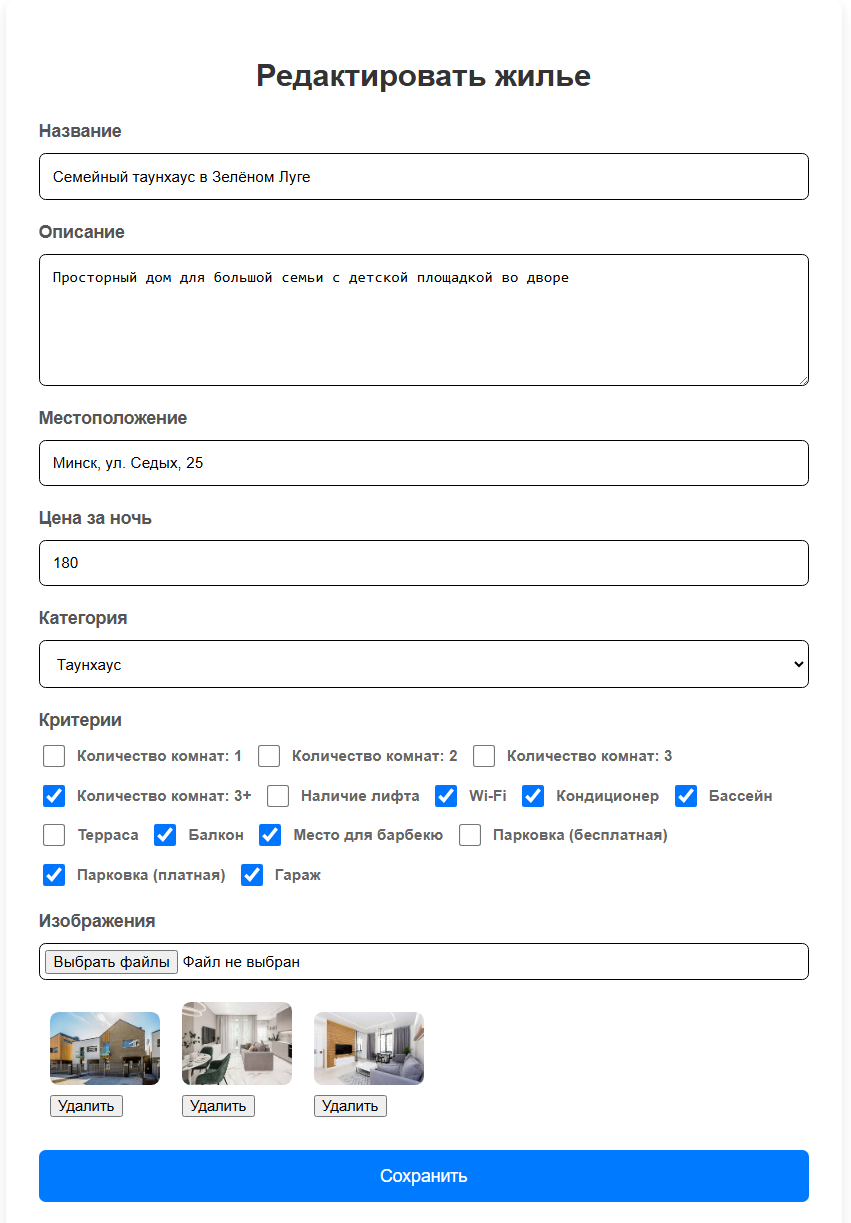 Редактировать жилье
Название
Семейный таунхаус в Зелёном Луге
Описание
Просторный дом для большой семьи с детской площадкой во дворе
Местоположение
Минск, ул. Седых, 25
Цена за ночь
180
Категория
Таунхаус
Критерии
Количество комнат: 1 Количество комнат: 2 Количество комнат: 3
Количество комнат: 3+ Наличие лифта Wi-Fi Кондиционер Бассейн
Терраса Балкон Место для барбекю Парковка (бесплатная)
Парковка (платная) Гараж
Изображения
Выбрать файлы Файл не выбран
Удалить Удалить Удалить
Сохранить